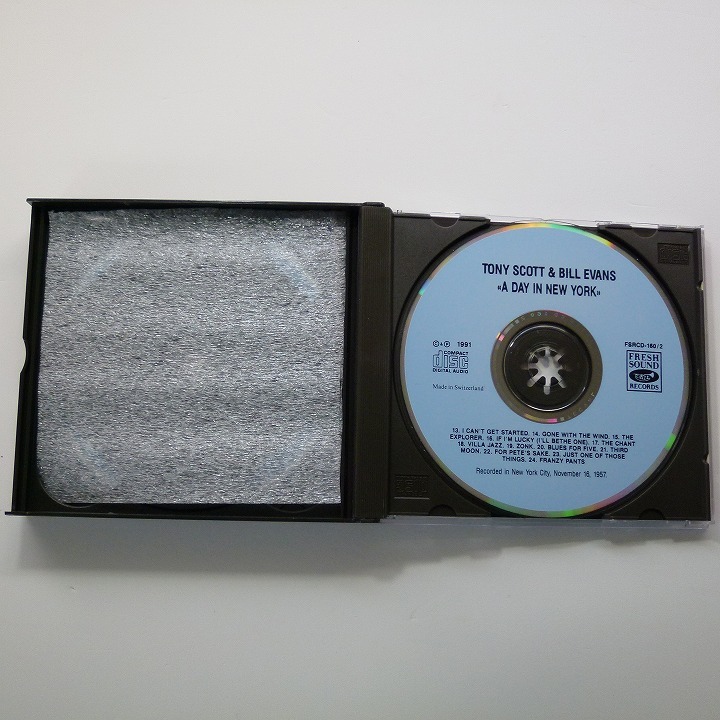 TONY SCOTT & BILL EVANS
«A DAY IN NEW YORK»
© & ℗ 1991
FSRCD-160/2
COMPACT
disc
DIGITAL AUDIO
FRESH
SOUND
RECORDS
Made in Switzerland
13. I CAN'T GET STARTED. 14. GONE WITH THE WIND. 15. THE
EXPLORER. 16. IF I'M LUCKY (I'LL BETHE ONE). 17. THE CHANT
18. VILLA JAZZ. 19. ZONK. 20. BLUES FOR FIVE. 21. THIRD
MOON. 22. FOR PETE'S SAKE. 23. JUST ONE OF THOSE
THINGS. 24. FRANZY PANTS
Recorded in New York City, November 16, 1957.